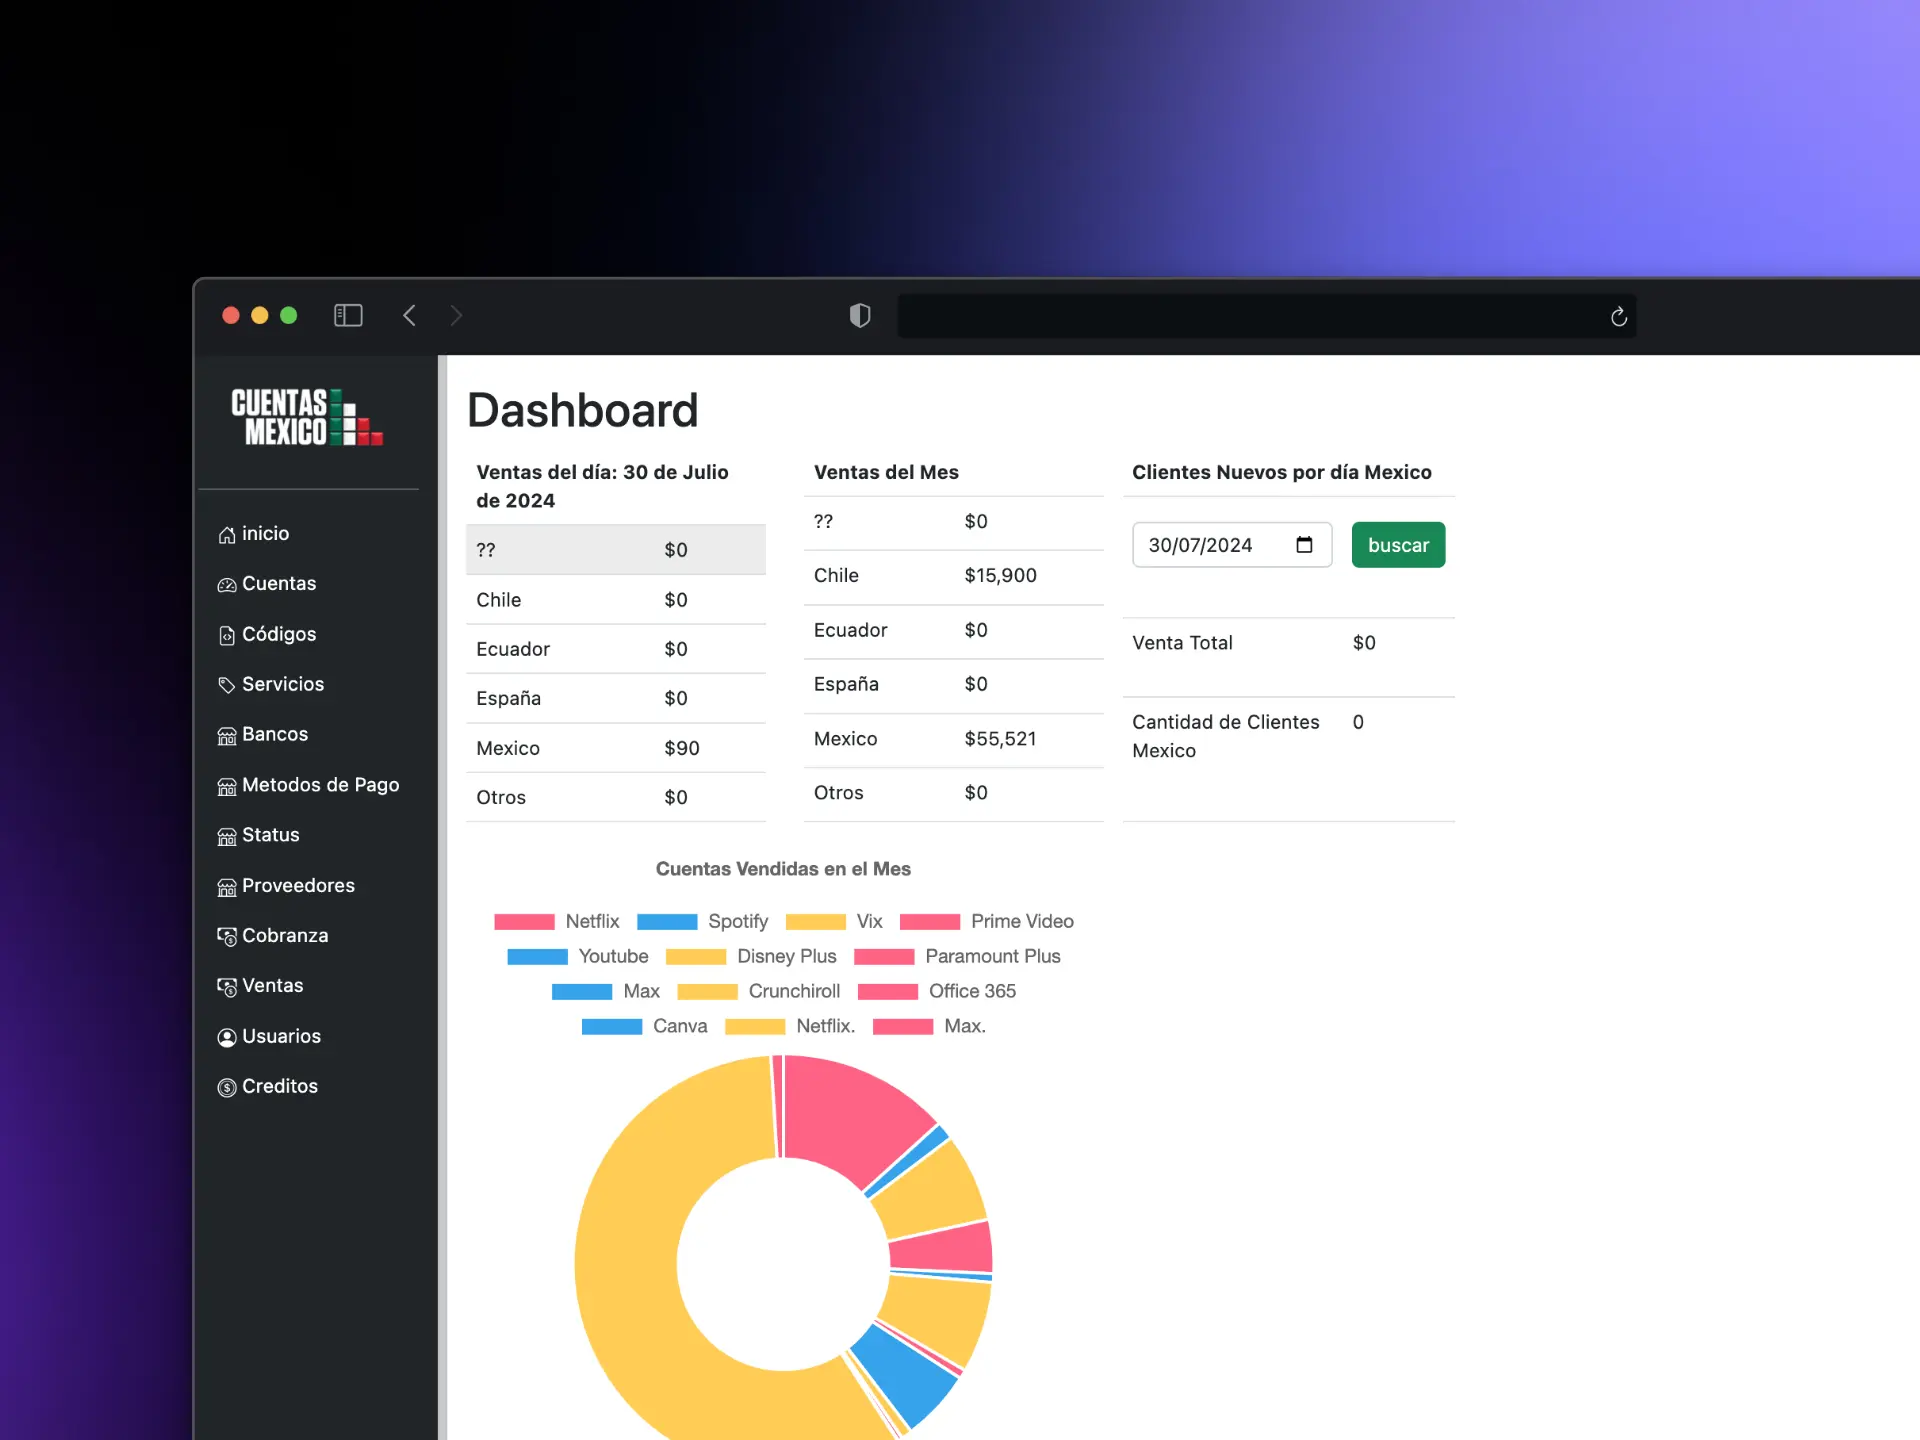 CUENTAS
MEXICO
inicio
Cuentas
Códigos
Servicios
Bancos
Metodos de Pago
Status
Proveedores
Cobranza
Ventas
Usuarios
Creditos
Dashboard
Ventas del día: 30 de Julio
de 2024
?? $0
Chile $0
Ecuador $0
España $0
Mexico $90
Otros $0
Ventas del Mes
?? $0
Chile $15,900
Ecuador $0
España $0
Mexico $55,521
Otros $0
Clientes Nuevos por día Mexico
30/07/2024 buscar
Venta Total $0
Cantidad de Clientes 0
Mexico
Cuentas Vendidas en el Mes
Netflix Spotify Vix Prime Video
Youtube Disney Plus Paramount Plus
Max Crunchiroll Office 365
Canva Netflix. Max.